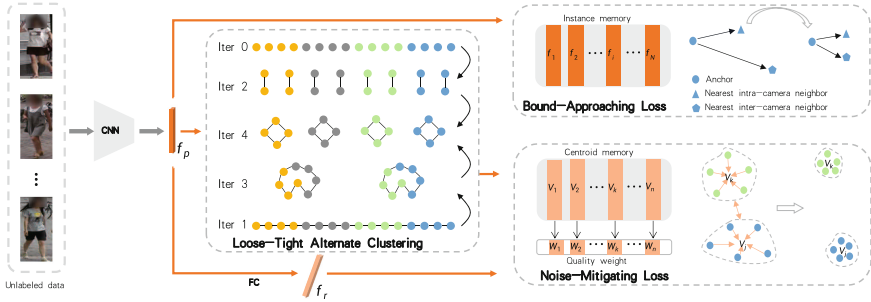 Unlabeled data
CNN
f_p
FC
f_r
Iter 0
Iter 2
Iter 4
Iter 3
Iter 1
Loose-Tight Alternate Clustering
Instance memory
f_1 f_2 ··· f_i ··· f_N
Bound-Approaching Loss
Anchor
Nearest intra-camera neighbor
Nearest inter-camera neighbor
Centroid memory
V_1 V_2 ··· V_k ··· V_n
W_1 W_2 ··· W_k ··· W_n
Quality weight
Noise-Mitigating Loss
V_k
V_i
V_k
V_i